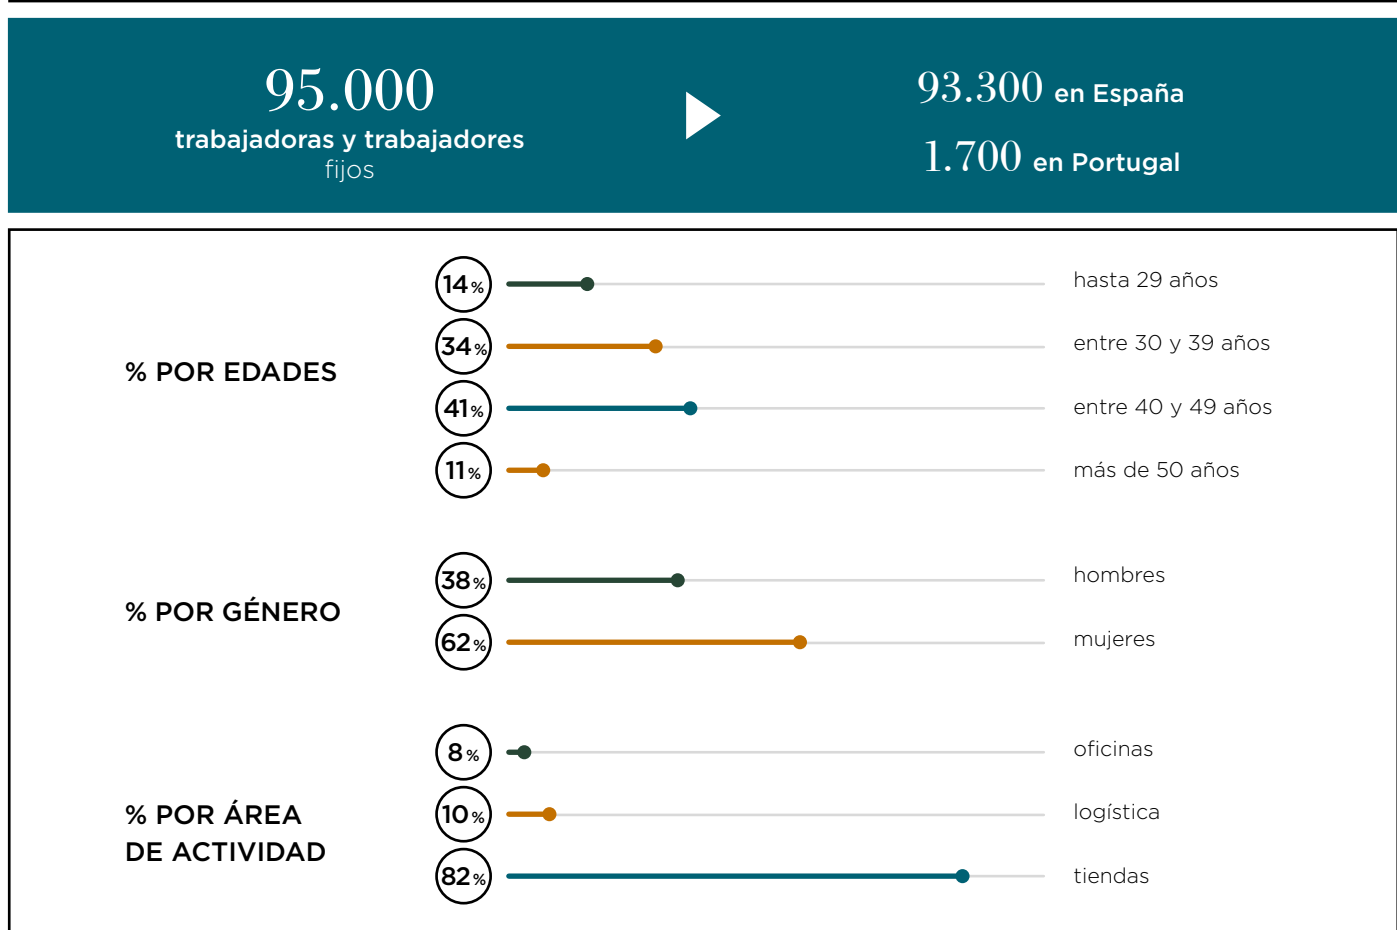 95.000
trabajadoras y trabajadores
fijos
93.300 en España
1.700 en Portugal
% POR EDADES
14% hasta 29 años
34% entre 30 y 39 años
41% entre 40 y 49 años
11% más de 50 años
% POR GÉNERO
38% hombres
62% mujeres
% POR ÁREA
DE ACTIVIDAD
8% oficinas
10% logística
82% tiendas